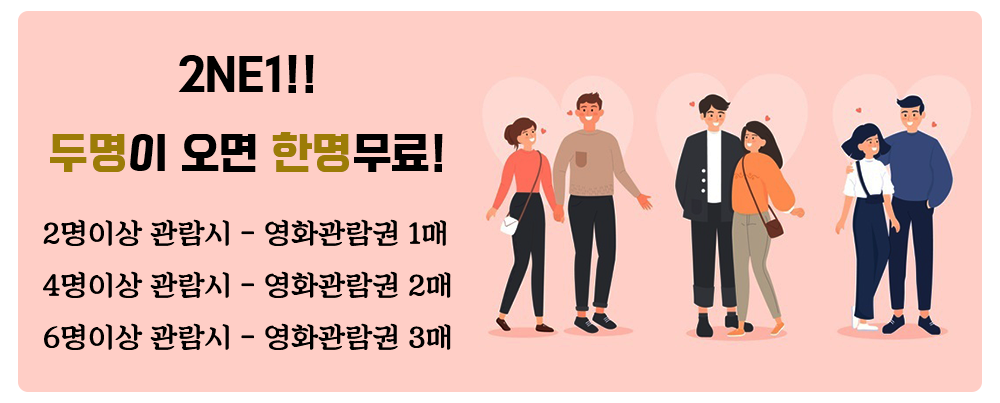 2NE1!!
두명이 오면 한명무료!
2명이상 관람시 - 영화관람권 1매
4명이상 관람시 - 영화관람권 2매
6명이상 관람시 - 영화관람권 3매